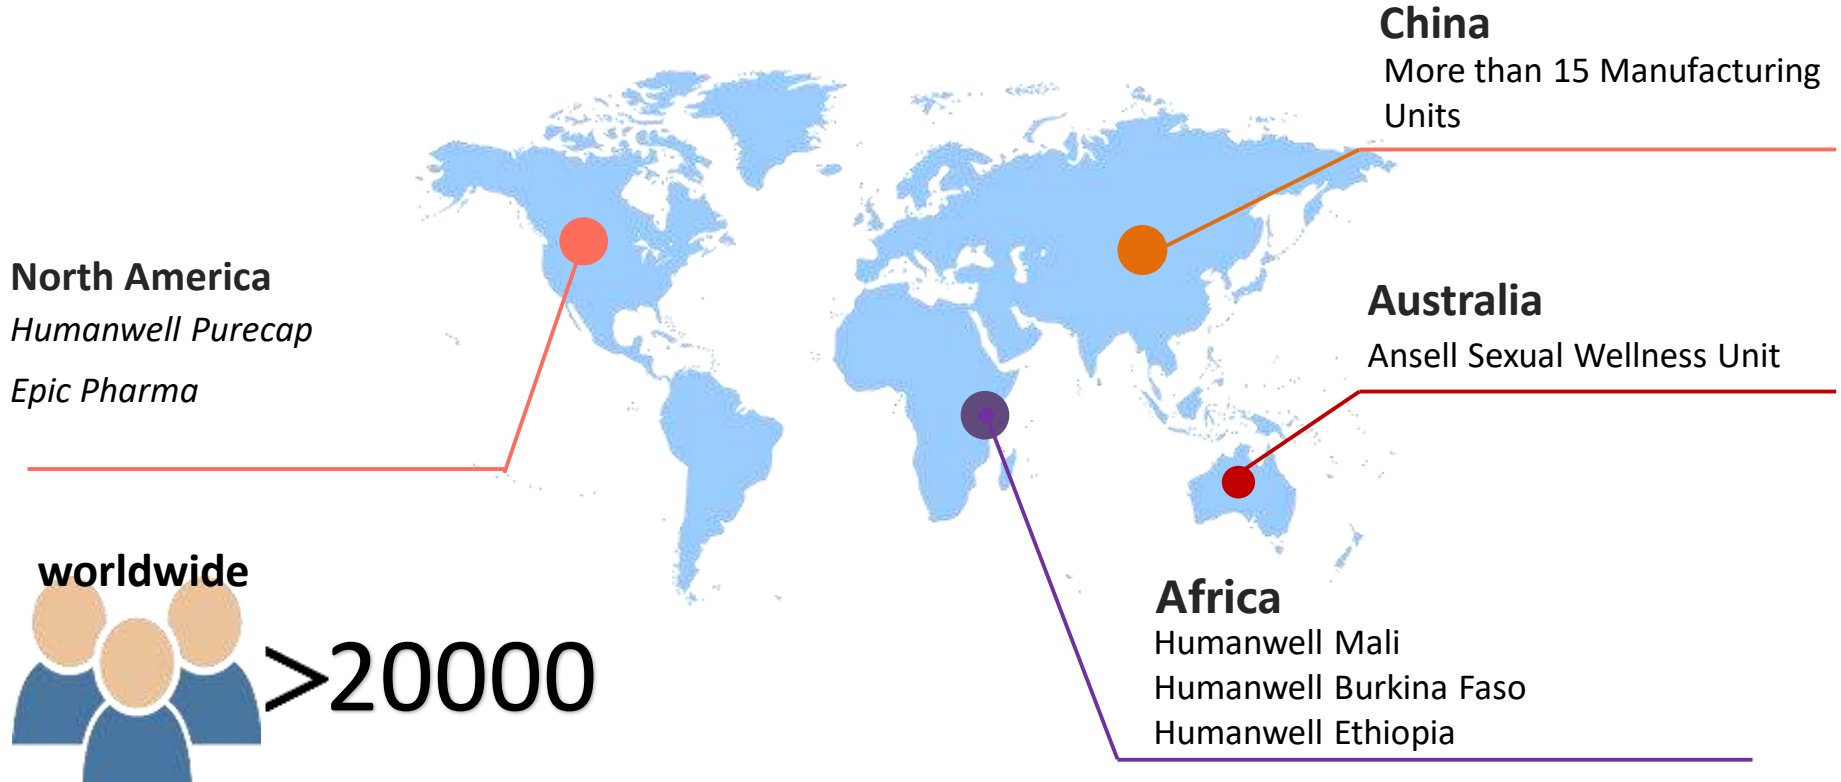 China
More than 15 Manufacturing
Units
North America
Humanwell Purecap
Epic Pharma
Australia
Ansell Sexual Wellness Unit
worldwide
>20000
Africa
Humanwell Mali
Humanwell Burkina Faso
Humanwell Ethiopia